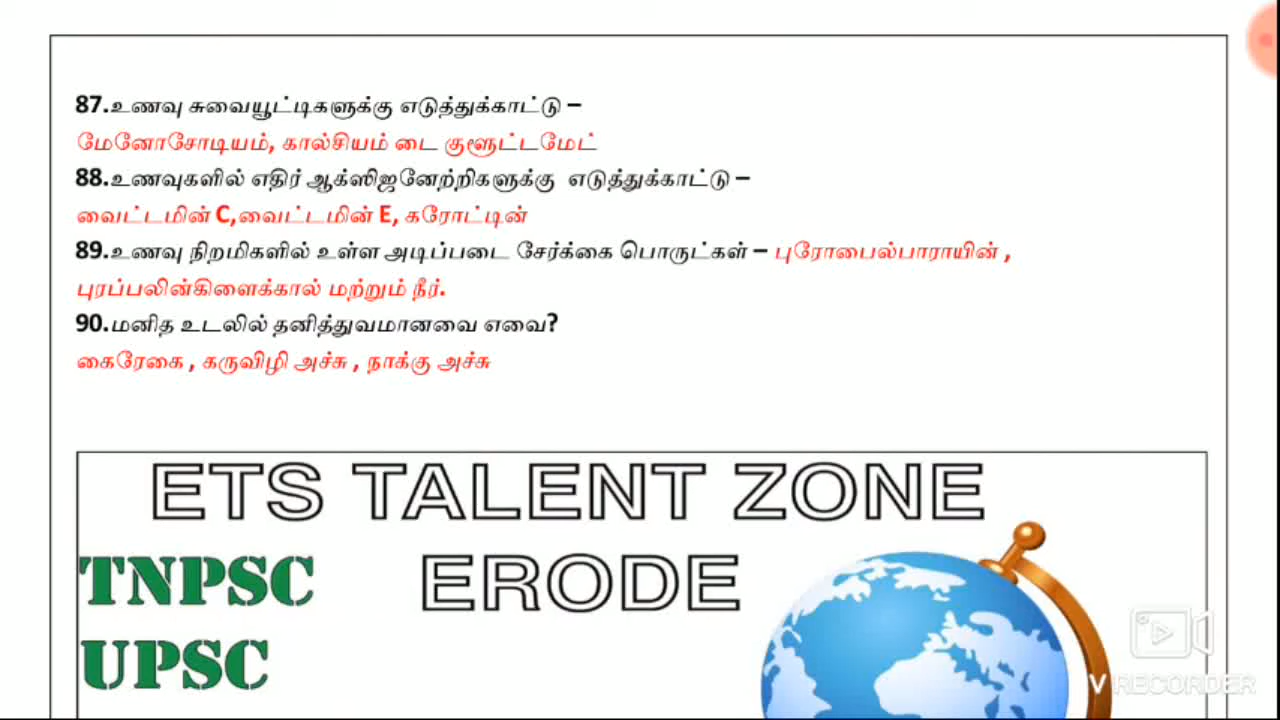 87.உணவு சுவையூட்டிகளுக்கு எடுத்துக்காட்டு –
மேனோசோடியம், கால்சியம் டை குளூட்டமேட்
88.உணவுகளில் எதிர் ஆக்ஸிஜனேற்றிகளுக்கு எடுத்துக்காட்டு –
வைட்டமின் C,வைட்டமின் E, கரோட்டின்
89.உணவு நிறமிகளில் உள்ள அடிப்படை சேர்க்கை பொருட்கள் – புரோபைல்பாராயின் ,
புரப்பலின்கிளைக்கால் மற்றும் நீர்.
90.மனித உடலில் தனித்துவமானவை எவை?
கைரேகை , கருவிழி அச்சு , நாக்கு அச்சு
ETS TALENT ZONE
TNPSC ERODE
UPSC
V RECORDER